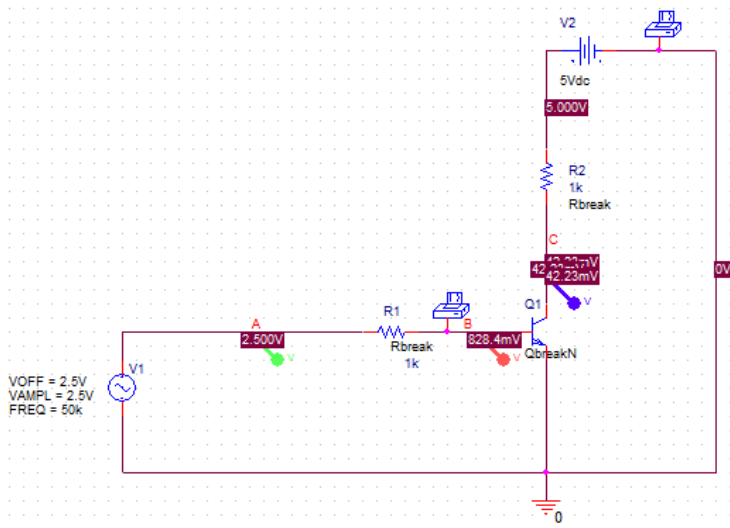 V2
5Vdc
5.000V
R2
1k
Rbreak
C
42.23mV
0V
Q1
R1
A
B
2.500V
Rbreak
828.4mV
QbreakN
V
V
V
1k
V1
VOFF = 2.5V
VAMPL = 2.5V
FREQ = 50k
0